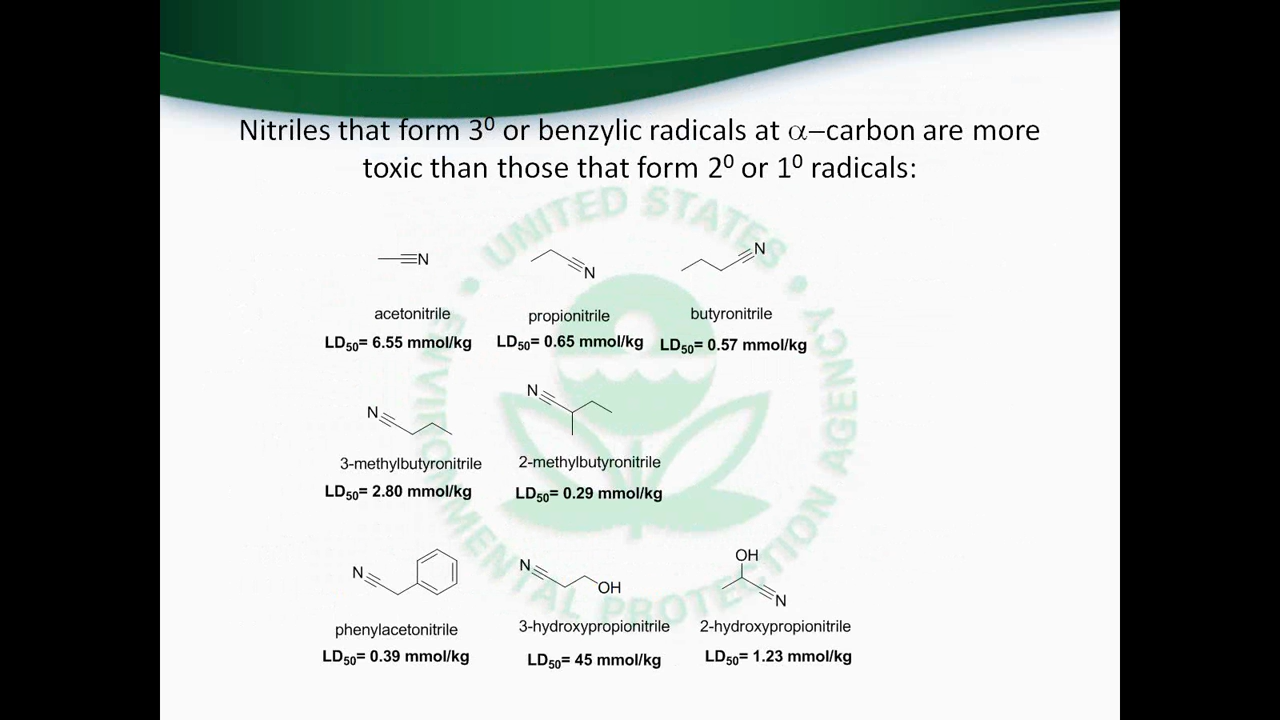 Nitriles that form 3⁰ or benzylic radicals at α–carbon are more
toxic than those that form 2⁰ or 1⁰ radicals:
UNITED STATES
ENVIRONMENTAL PROTECTION AGENCY
N N N
acetonitrile propionitrile butyronitrile
LD₅₀= 6.55 mmol/kg LD₅₀= 0.65 mmol/kg LD₅₀= 0.57 mmol/kg
N N
3-methylbutyronitrile 2-methylbutyronitrile
LD₅₀= 2.80 mmol/kg LD₅₀= 0.29 mmol/kg
N N OH OH N
phenylacetonitrile 3-hydroxypropionitrile 2-hydroxypropionitrile
LD₅₀= 0.39 mmol/kg LD₅₀= 45 mmol/kg LD₅₀= 1.23 mmol/kg